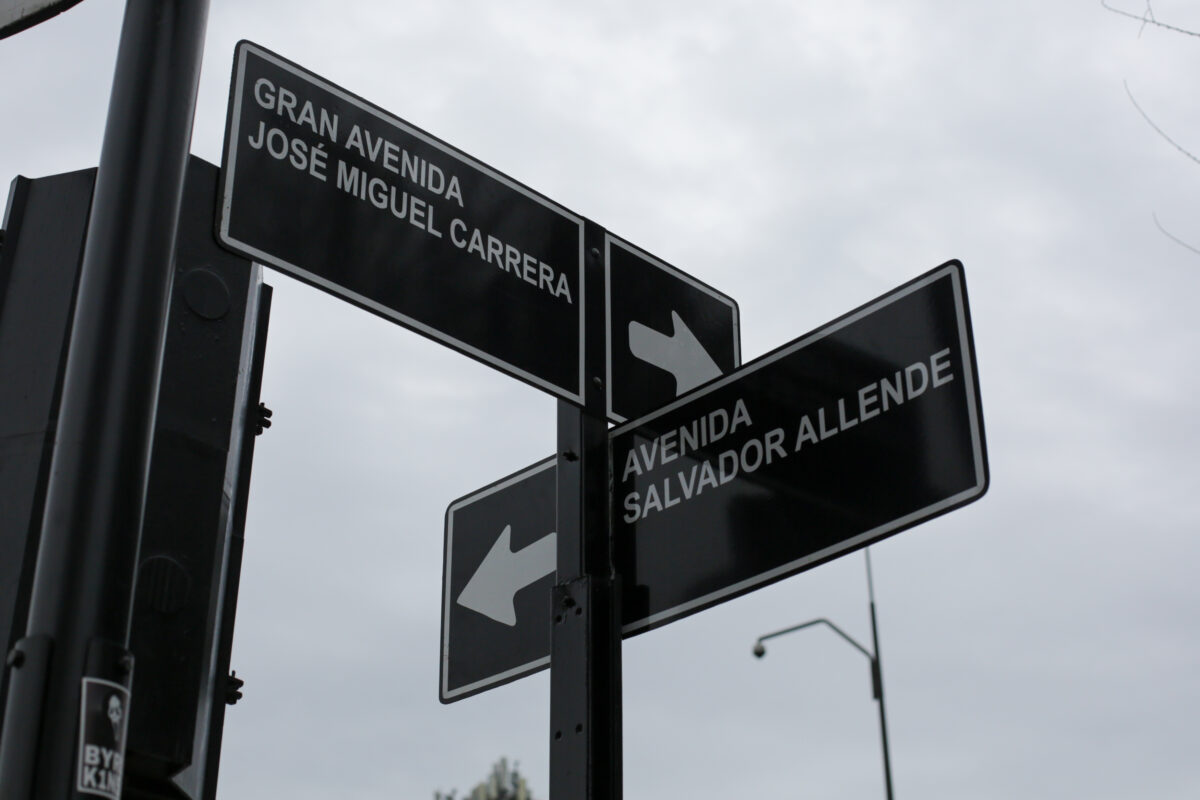 GRAN AVENIDA
JOSÉ MIGUEL CARRERA
AVENIDA
SALVADOR ALLENDE